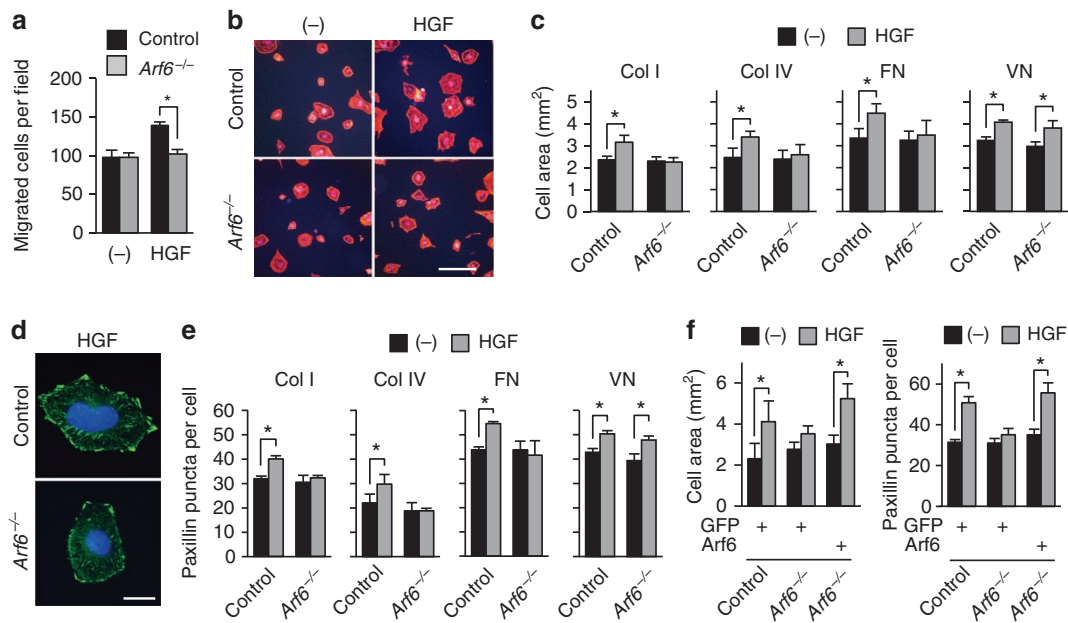 a
Control
Arf6–/–
Migrated cells per field
200
150
100
50
0
*
(–) HGF
b
(–) HGF
Control
Arf6–/–
c
(–) HGF
Col I Col IV FN VN
Cell area (mm2)
5
4
3
2
1
0
* * * * *
Control Arf6–/– Control Arf6–/– Control Arf6–/– Control Arf6–/–
d
HGF
Control
Arf6–/–
e
(–) HGF
Col I Col IV FN VN
Paxillin puncta per cell
60
50
40
30
20
10
0
* * * * *
Control Arf6–/– Control Arf6–/– Control Arf6–/– Control Arf6–/–
f
(–) HGF
Cell area (mm2)
6
4
2
0
* *
GFP + +
Arf6 +
Control Arf6–/– Arf6–/–
(–) HGF
Paxillin puncta per cell
60
40
20
0
* *
GFP + +
Arf6 +
Control Arf6–/– Arf6–/–